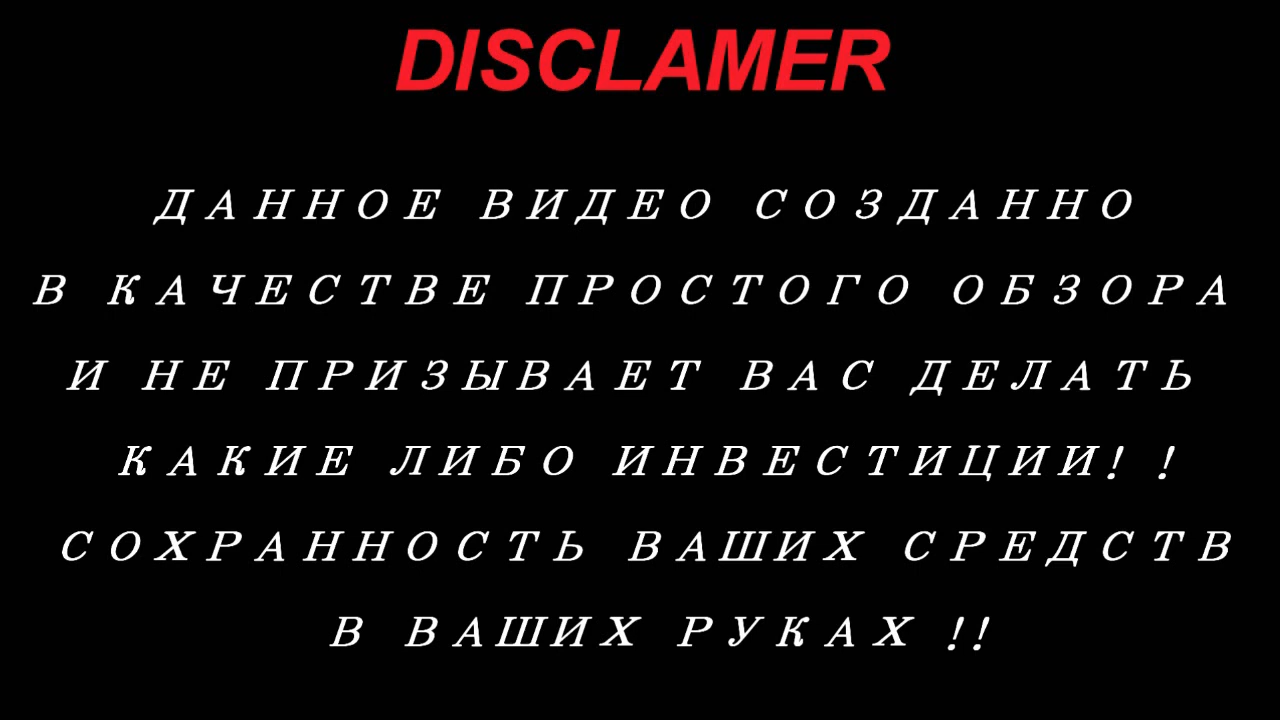 DISCLAMER
ДАННОЕ ВИДЕО СОЗДАННО
В КАЧЕСТВЕ ПРОСТОГО ОБЗОРА
И НЕ ПРИЗЫВАЕТ ВАС ДЕЛАТЬ
КАКИЕ ЛИБО ИНВЕСТИЦИИ! !
СОХРАННОСТЬ ВАШИХ СРЕДСТВ
В ВАШИХ РУКАХ !!